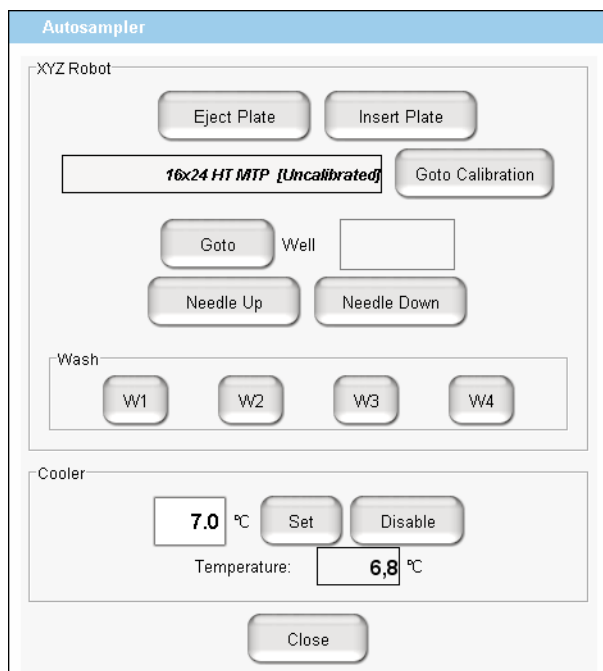 Autosampler
XYZ Robot
Eject Plate Insert Plate
16x24 HT MTP [Uncalibrated] Goto Calibration
Goto Well
Needle Up Needle Down
Wash
W1 W2 W3 W4
Cooler
7.0 °C Set Disable
Temperature: 6,8 °C
Close